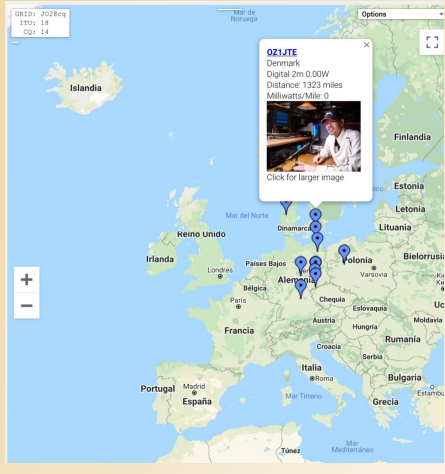 GRID: JO28cq
ITU: 18
CQ: 14
Mar de
Noruega
Options
OZ1JTE
Denmark
Digital 2m 0.00W
Distance: 1323 miles
Milliwatts/Mile: 0
Click for larger image
Islandia
Finlandia
Estonia
Letonia
Lituania
Mar del Norte
Dinamarca
Reino Unido
Irlanda
Londres
Países Bajos
Polonia
Varsovia
Bielorrusia
Bélgica
Alemania
París
Chequia
Eslovaquia
Austria
Hungría
Moldavia
Francia
Rumanía
Croacia
Serbia
Italia
Roma
Bulgaria
Portugal
Madrid
España
Mar Tirreno
Grecia
Estambu
Túnez
Mar
Mediterráneo